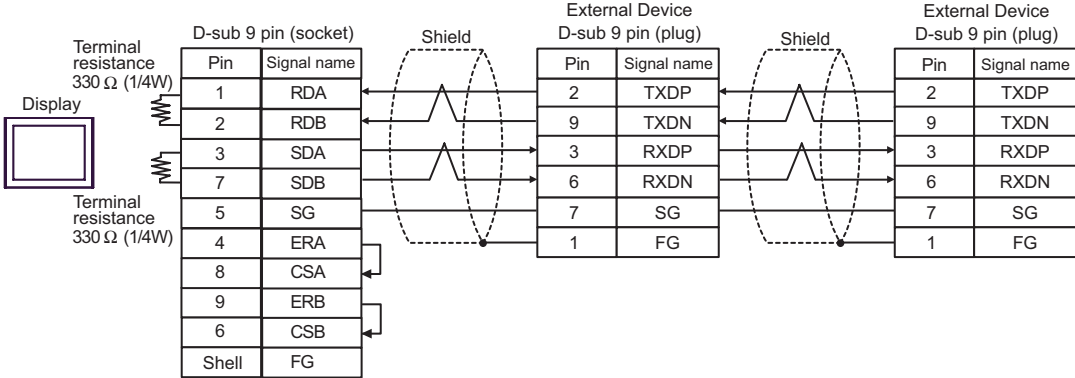 Display
Terminal
resistance
330 Ω (1/4W)
Terminal
resistance
330 Ω (1/4W)
D-sub 9 pin (socket)
Pin Signal name
1 RDA
2 RDB
3 SDA
7 SDB
5 SG
4 ERA
8 CSA
9 ERB
6 CSB
Shell FG
Shield
External Device
D-sub 9 pin (plug)
Pin Signal name
2 TXDP
9 TXDN
3 RXDP
6 RXDN
7 SG
1 FG
Shield
External Device
D-sub 9 pin (plug)
Pin Signal name
2 TXDP
9 TXDN
3 RXDP
6 RXDN
7 SG
1 FG